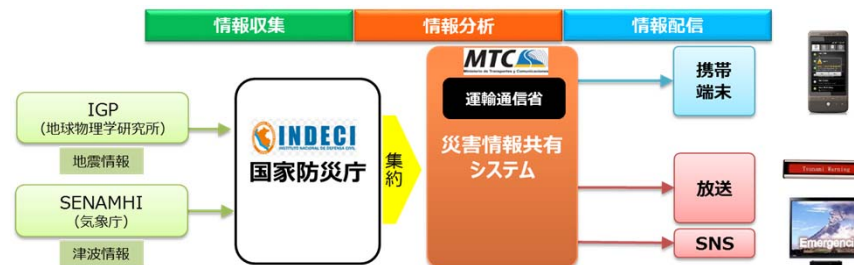 情報収集
情報分析
情報配信
IGP
(地球物理学研究所)
地震情報
SENAMHI
(気象庁)
津波情報
INDECI
INSTITUTO NACIONAL DE DEFENSA CIVIL
国家防災庁
集約
MTC
Ministerio de Transportes y Comunicaciones
運輸通信省
災害情報共有
システム
携帯
端末
放送
SNS
Tsunami Warning
Emergencia